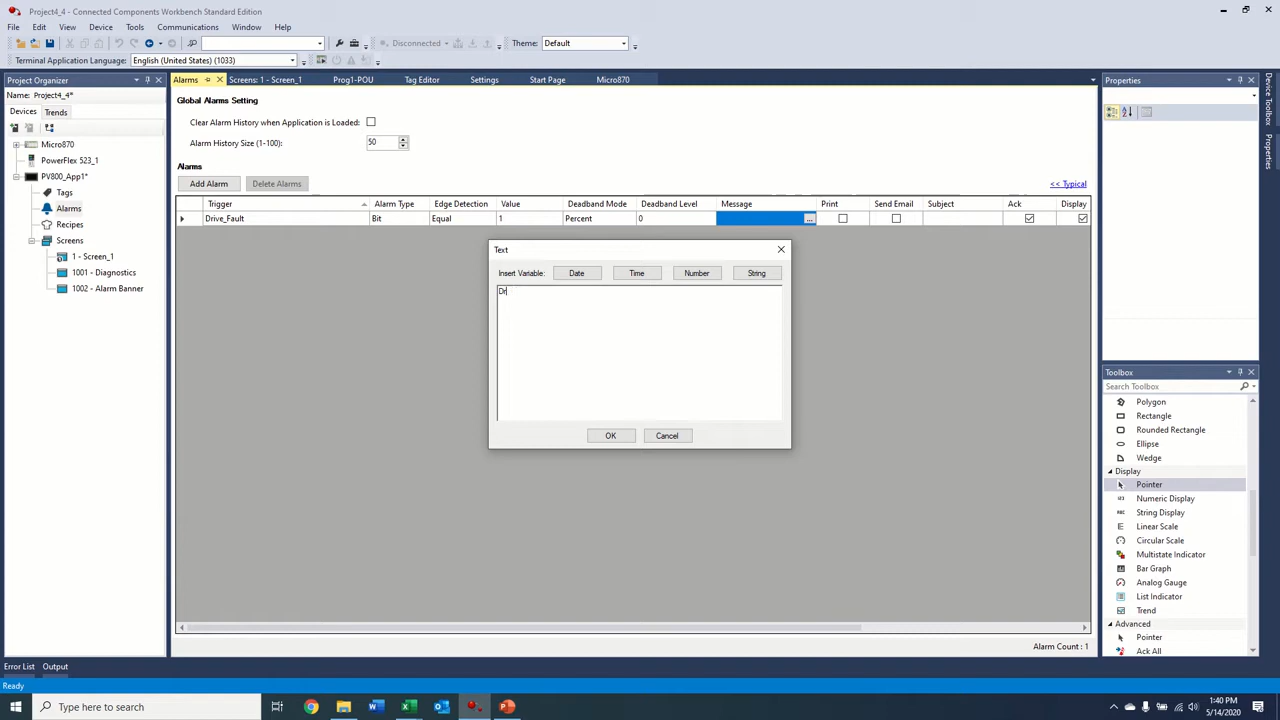 Project4_4 - Connected Components Workbench Standard Edition
File Edit View Device Tools Communications Window Help
Disconnected Theme: Default
Terminal Application Language: English (United States) (1033)
Project Organizer
Name: Project4_4*
Devices Trends
Micro870
PowerFlex 523_1
PV800_App1*
Tags
Alarms
Recipes
Screens
1 - Screen_1
1001 - Diagnostics
1002 - Alarm Banner
Alarms Screens: 1 - Screen_1 Prog1-POU Tag Editor Settings Start Page Micro870
Global Alarms Setting
Clear Alarm History when Application is Loaded:
Alarm History Size (1-100): 50
Alarms
Add Alarm Delete Alarms << Typical
Trigger Alarm Type Edge Detection Value Deadband Mode Deadband Level Message Print Send Email Subject Ack Display
Drive_Fault Bit Equal 1 Percent 0 ...
Text
Insert Variable: Date Time Number String
Dr
OK Cancel
Alarm Count : 1
Properties
Device Toolbox
Properties
Toolbox
Search Toolbox
Polygon
Rectangle
Rounded Rectangle
Ellipse
Wedge
Display
Pointer
Numeric Display
String Display
Linear Scale
Circular Scale
Multistate Indicator
Bar Graph
Analog Gauge
List Indicator
Trend
Advanced
Pointer
Ack All
Error List Output
Ready
Type here to search
1:40 PM
5/14/2020